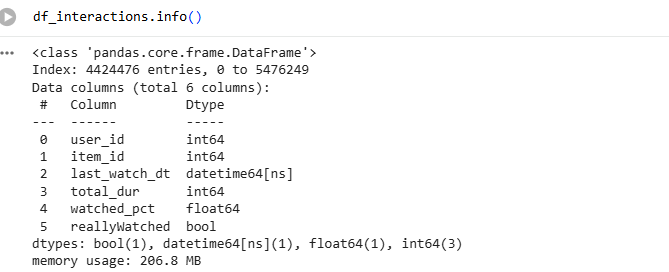 df_interactions.info()
<class 'pandas.core.frame.DataFrame'>
Index: 4424476 entries, 0 to 5476249
Data columns (total 6 columns):
 #   Column         Dtype
---  ------         -----
 0   user_id        int64
 1   item_id        int64
 2   last_watch_dt  datetime64[ns]
 3   total_dur      int64
 4   watched_pct    float64
 5   reallyWatched  bool
dtypes: bool(1), datetime64[ns](1), float64(1), int64(3)
memory usage: 206.8 MB